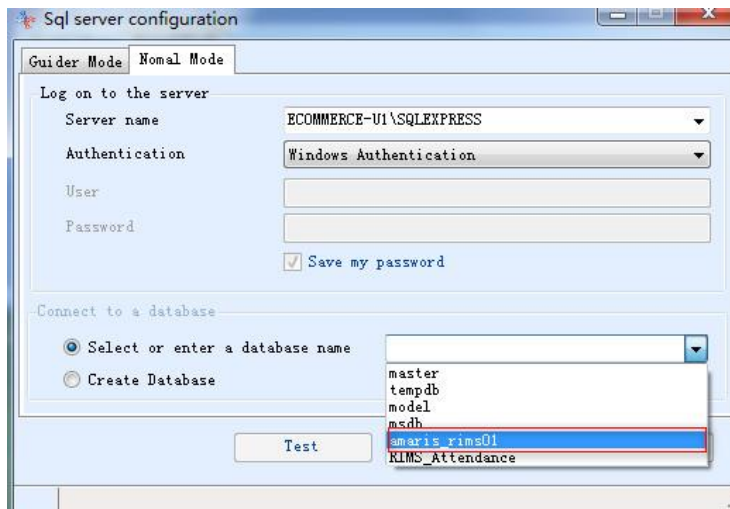 Sql server configuration
Guider Mode Nomal Mode
Log on to the server
Server name ECOMMERCE-U1\SQLEXPRESS
Authentication Windows Authentication
User
Password
Save my password
Connect to a database
Select or enter a database name
Create Database
master
tempdb
model
msdb
amaris_rims01
RIMS_Attendance
Test